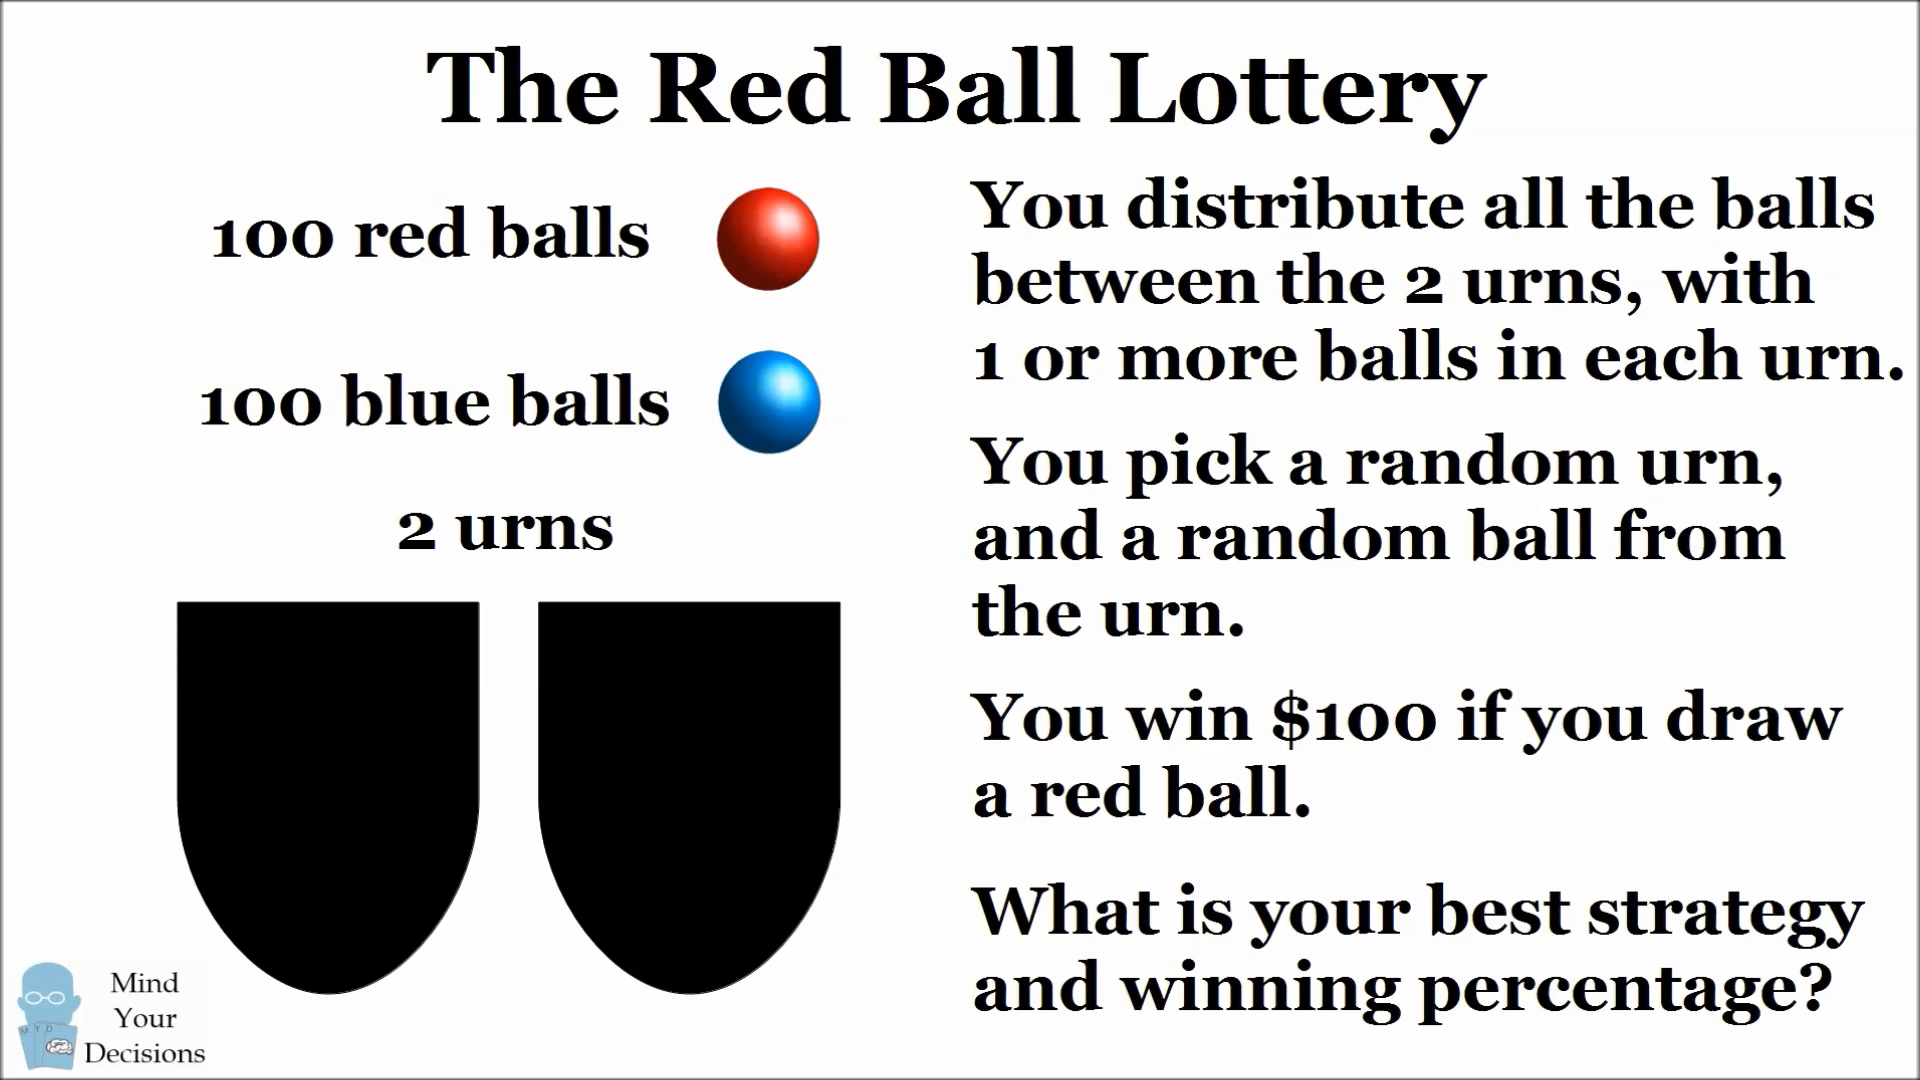 The Red Ball Lottery
100 red balls
100 blue balls
2 urns
You distribute all the balls
between the 2 urns, with
1 or more balls in each urn.
You pick a random urn,
and a random ball from
the urn.
You win $100 if you draw
a red ball.
What is your best strategy
and winning percentage?
M Y D
Mind
Your
Decisions